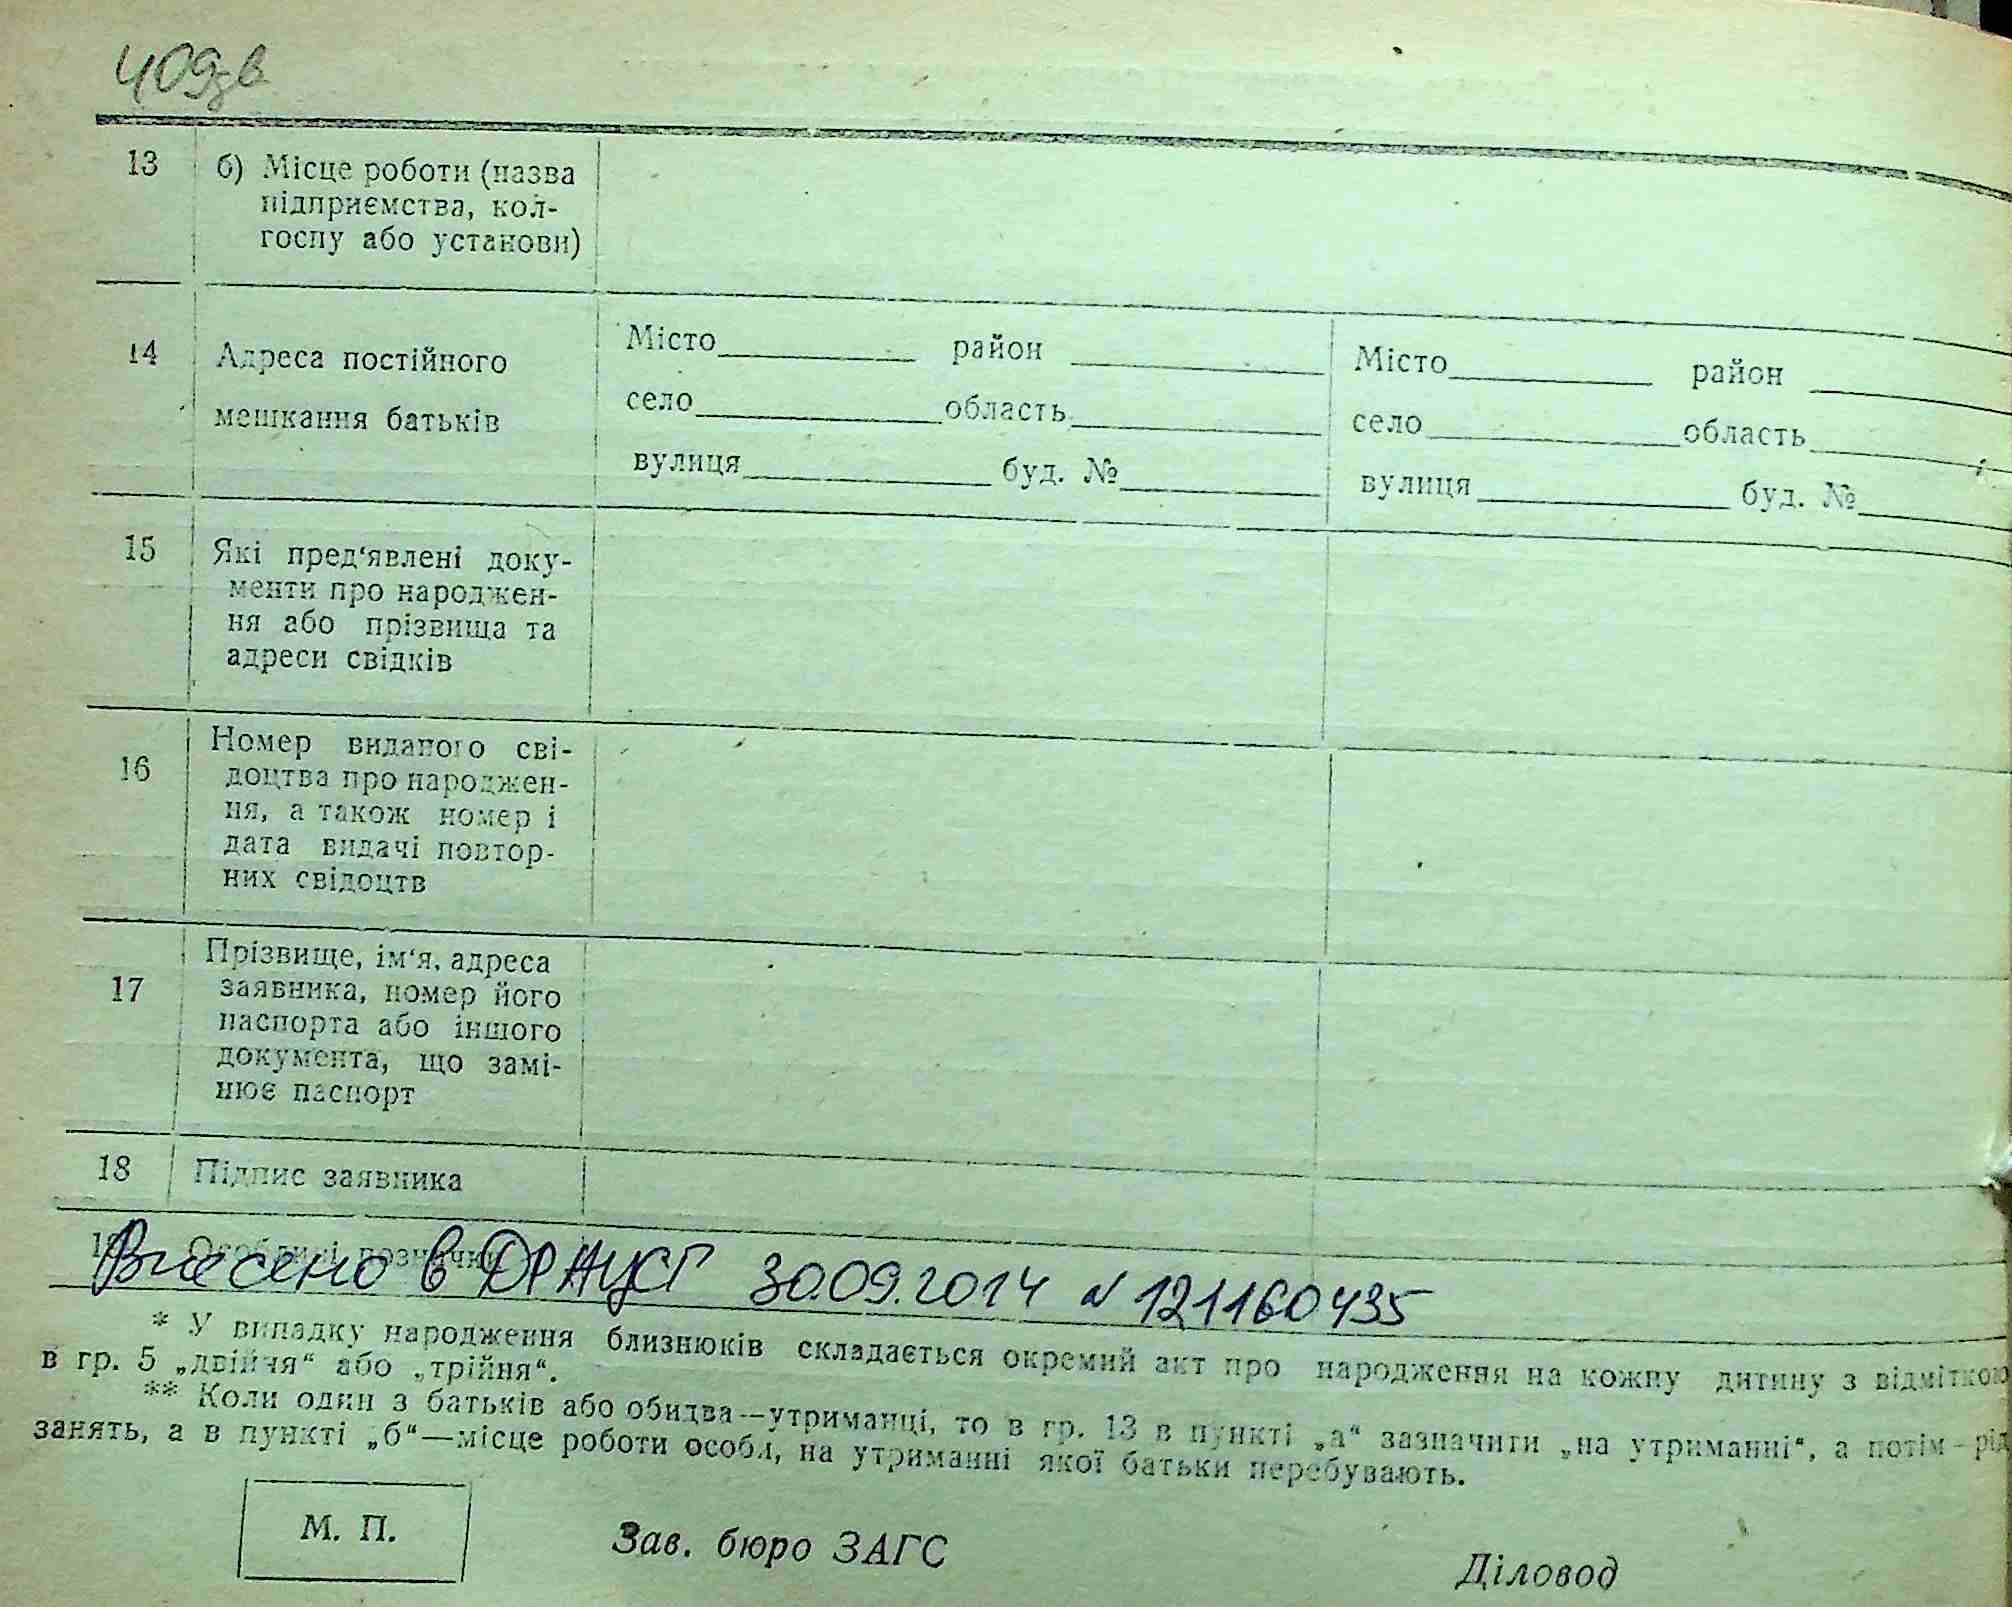 409зв
13 б) Місце роботи (назва
підприємства, кол-
госпу або установи)
14 Адреса постійного
мешкання батьків
Місто район
село область
вулиця буд. №
Місто район
село область
вулиця буд. №
15 Які пред'явлені доку-
менти про народжен-
ня або прізвища та
адреси свідків
16 Номер виданого сві-
доцтва про народжен-
ня, а також номер і
дата видачі повтор-
них свідоцтв
17 Прізвище, ім'я, адреса
заявника, номер його
паспорта або іншого
документа, що замі-
нює паспорт
18 Підпис заявника
19 Особливі позначки
Внесено в ДРАЦСГ 30.09.2014 N 121160435
* У випадку народження близнюків складається окремий акт про народження на кожну дитину з відміткою
в гр. 5 „двійня“ або „трійня“.
** Коли один з батьків або обидва—утриманці, то в гр. 13 в пункті „а“ зазначити „на утриманні“, а потім—рід
занять, а в пункті „б“—місце роботи особи, на утриманні якої батьки перебувають.
М. П.
Зав. бюро ЗАГС
Діловод